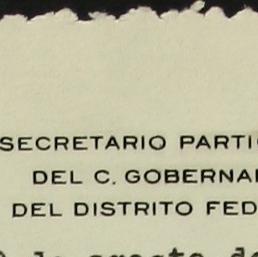 SECRETARIO PARTI
DEL C. GOBERNA
DEL DISTRITO FED